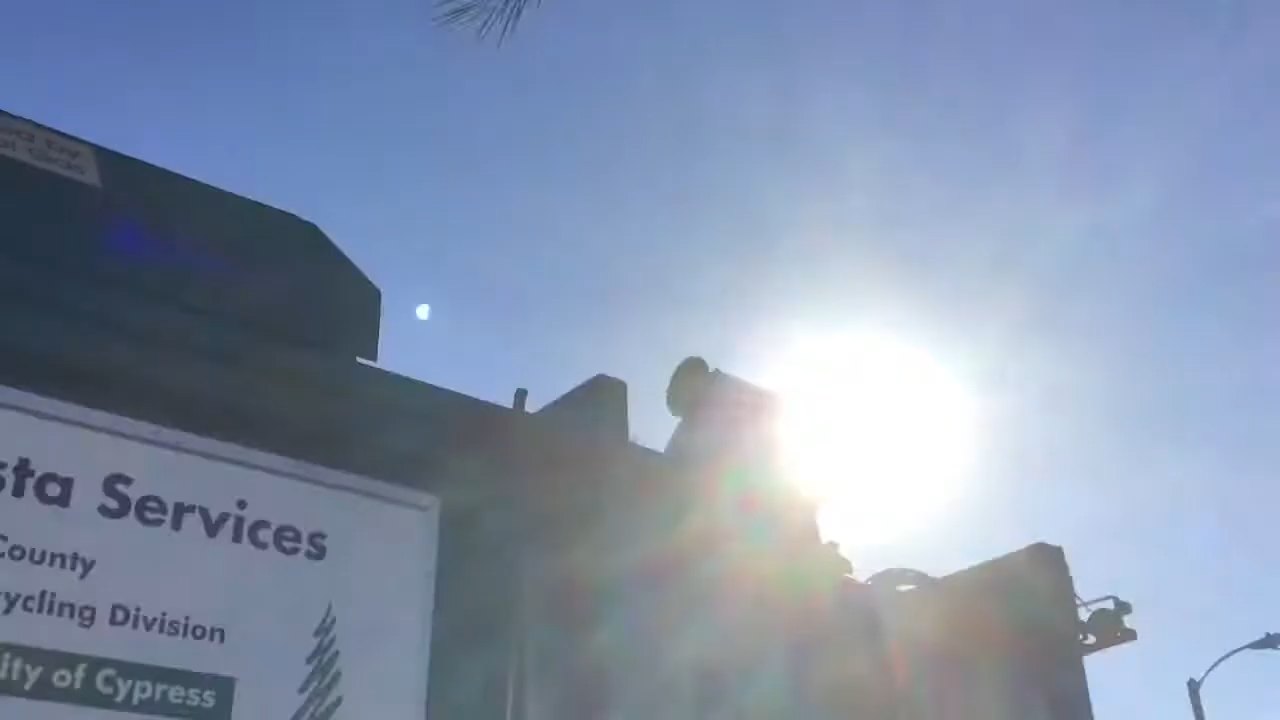 sta Services
County
ycling Division
ity of Cypress